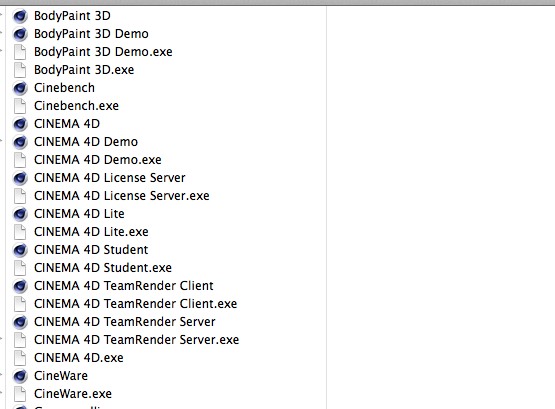 BodyPaint 3D
BodyPaint 3D Demo
BodyPaint 3D Demo.exe
BodyPaint 3D.exe
Cinebench
Cinebench.exe
CINEMA 4D
CINEMA 4D Demo
CINEMA 4D Demo.exe
CINEMA 4D License Server
CINEMA 4D License Server.exe
CINEMA 4D Lite
CINEMA 4D Lite.exe
CINEMA 4D Student
CINEMA 4D Student.exe
CINEMA 4D TeamRender Client
CINEMA 4D TeamRender Client.exe
CINEMA 4D TeamRender Server
CINEMA 4D TeamRender Server.exe
CINEMA 4D.exe
CineWare
CineWare.exe